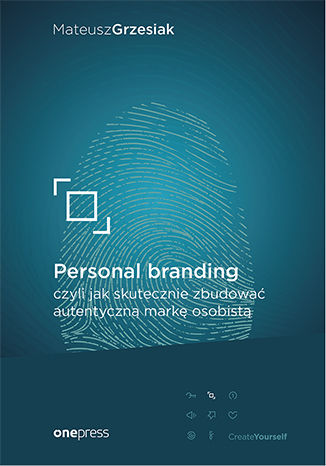 MateuszGrzesiak
Personal branding
czyli jak skutecznie zbudować
autentyczną markę osobistą
onepress
CreateYourself